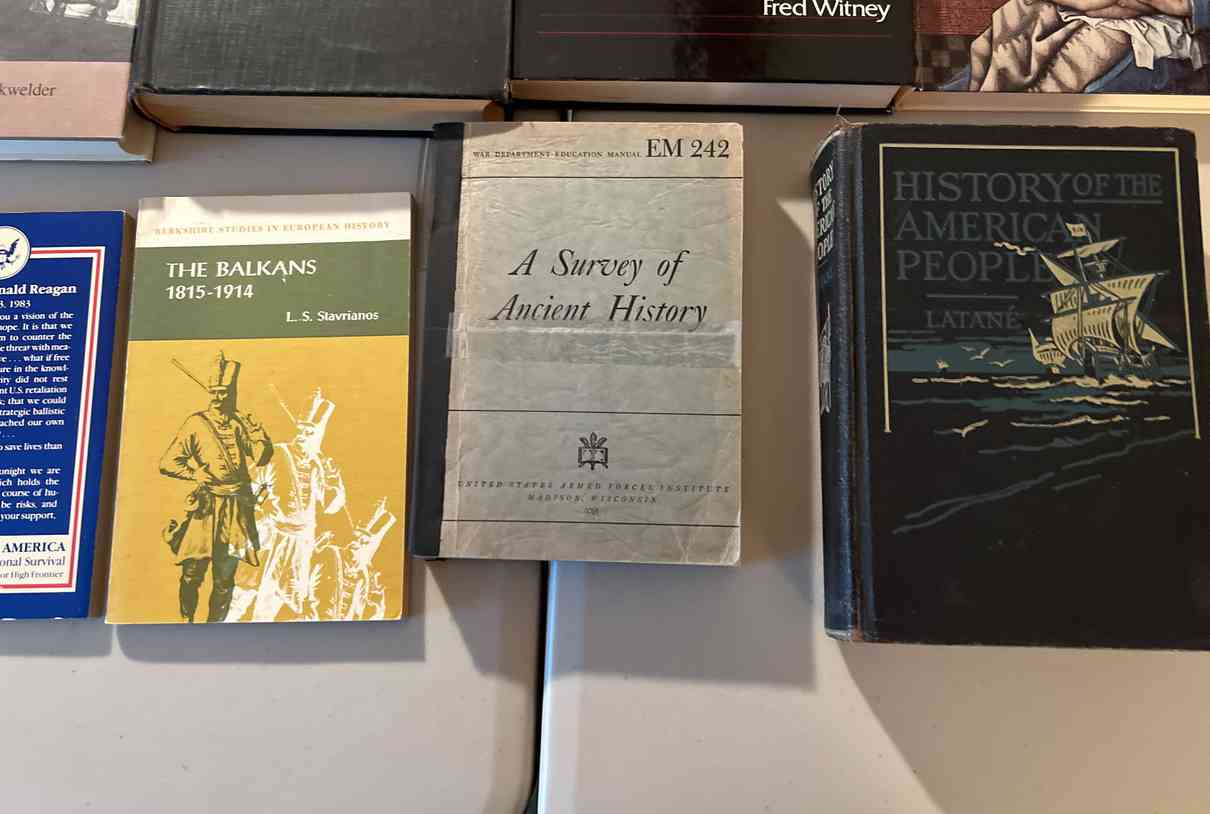 Fred Witney
kwelder
nald Reagan
3, 1983
ou a vision of the
ope. It is that we
m to counter the
e threat with mea-
e . . . what if free
ure in the knowl-
rity did not rest
nt U.S. retaliation
k; that we could
trategic ballistic
ached our own
. . .
o save lives than
onight we are
ich holds the
course of hu-
be risks, and
your support.
AMERICA
onal Survival
or High Frontier
BERKSHIRE STUDIES IN EUROPEAN HISTORY
THE BALKANS
1815-1914
L. S. Stavrianos
WAR DEPARTMENT EDUCATION MANUAL EM 242
A Survey of
Ancient History
UNITED STATES ARMED FORCES INSTITUTE
MADISON, WISCONSIN
HISTORY OF THE
AMERICAN
PEOPLE
LATANÉ
HISTORY
OF THE